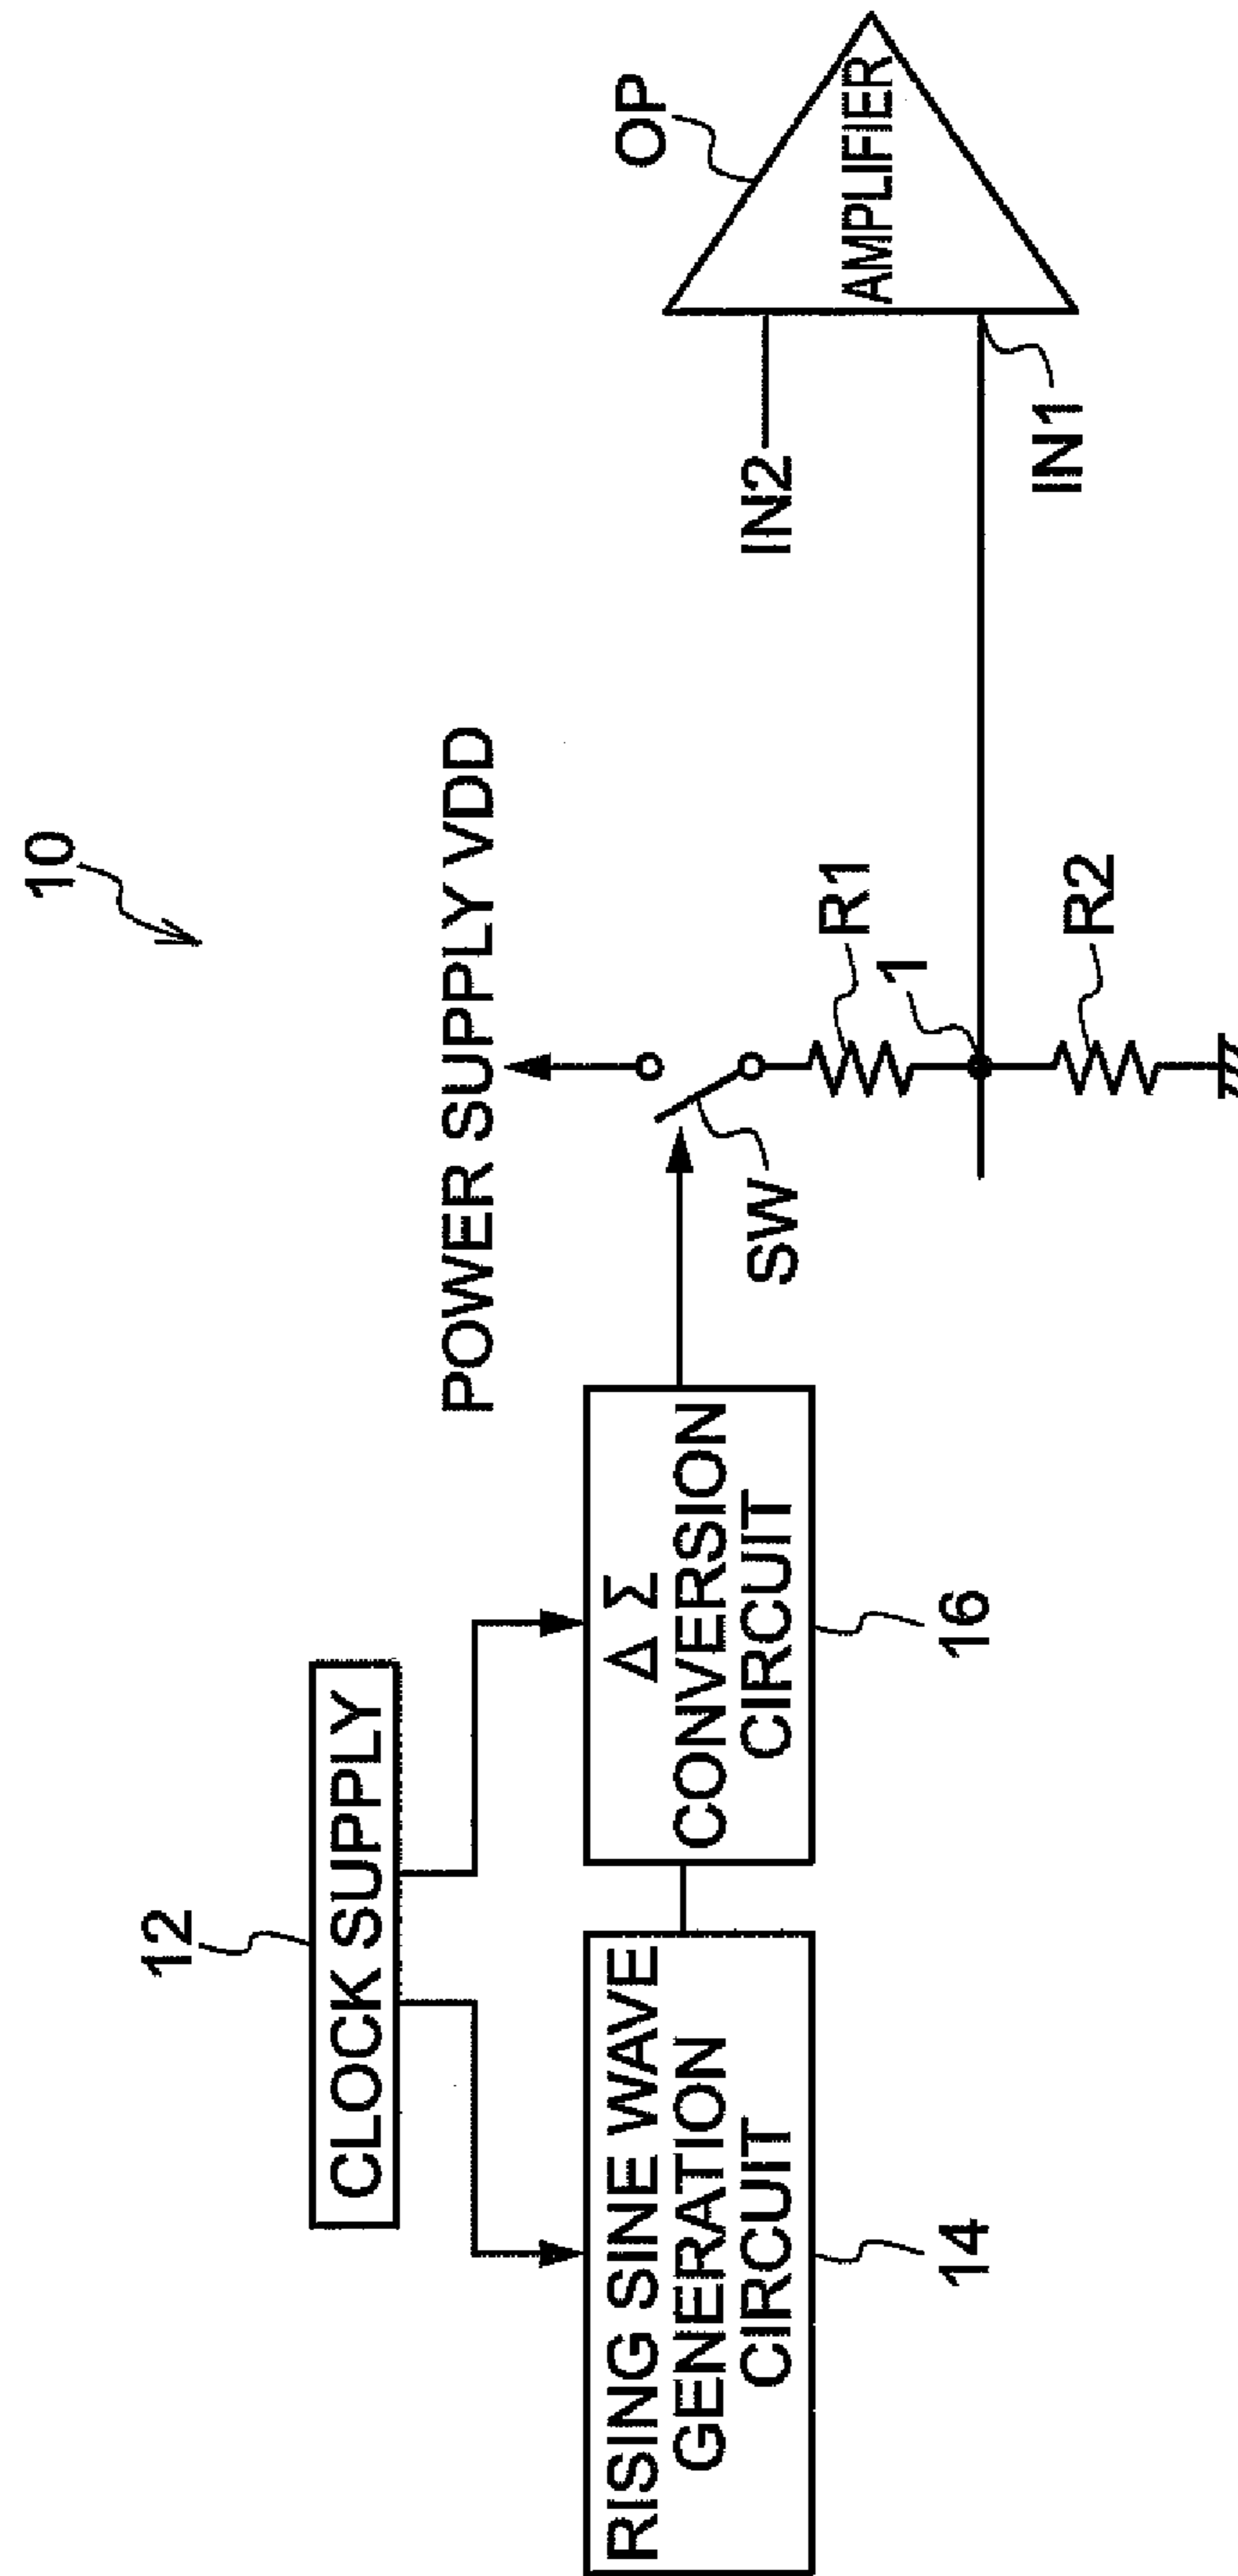 10
12
CLOCK SUPPLY
POWER SUPPLY VDD
OP
RISING SINE WAVE
GENERATION
CIRCUIT
14
Δ Σ
CONVERSION
CIRCUIT
16
SW
R1
1
R2
IN2
AMPLIFIER
IN1